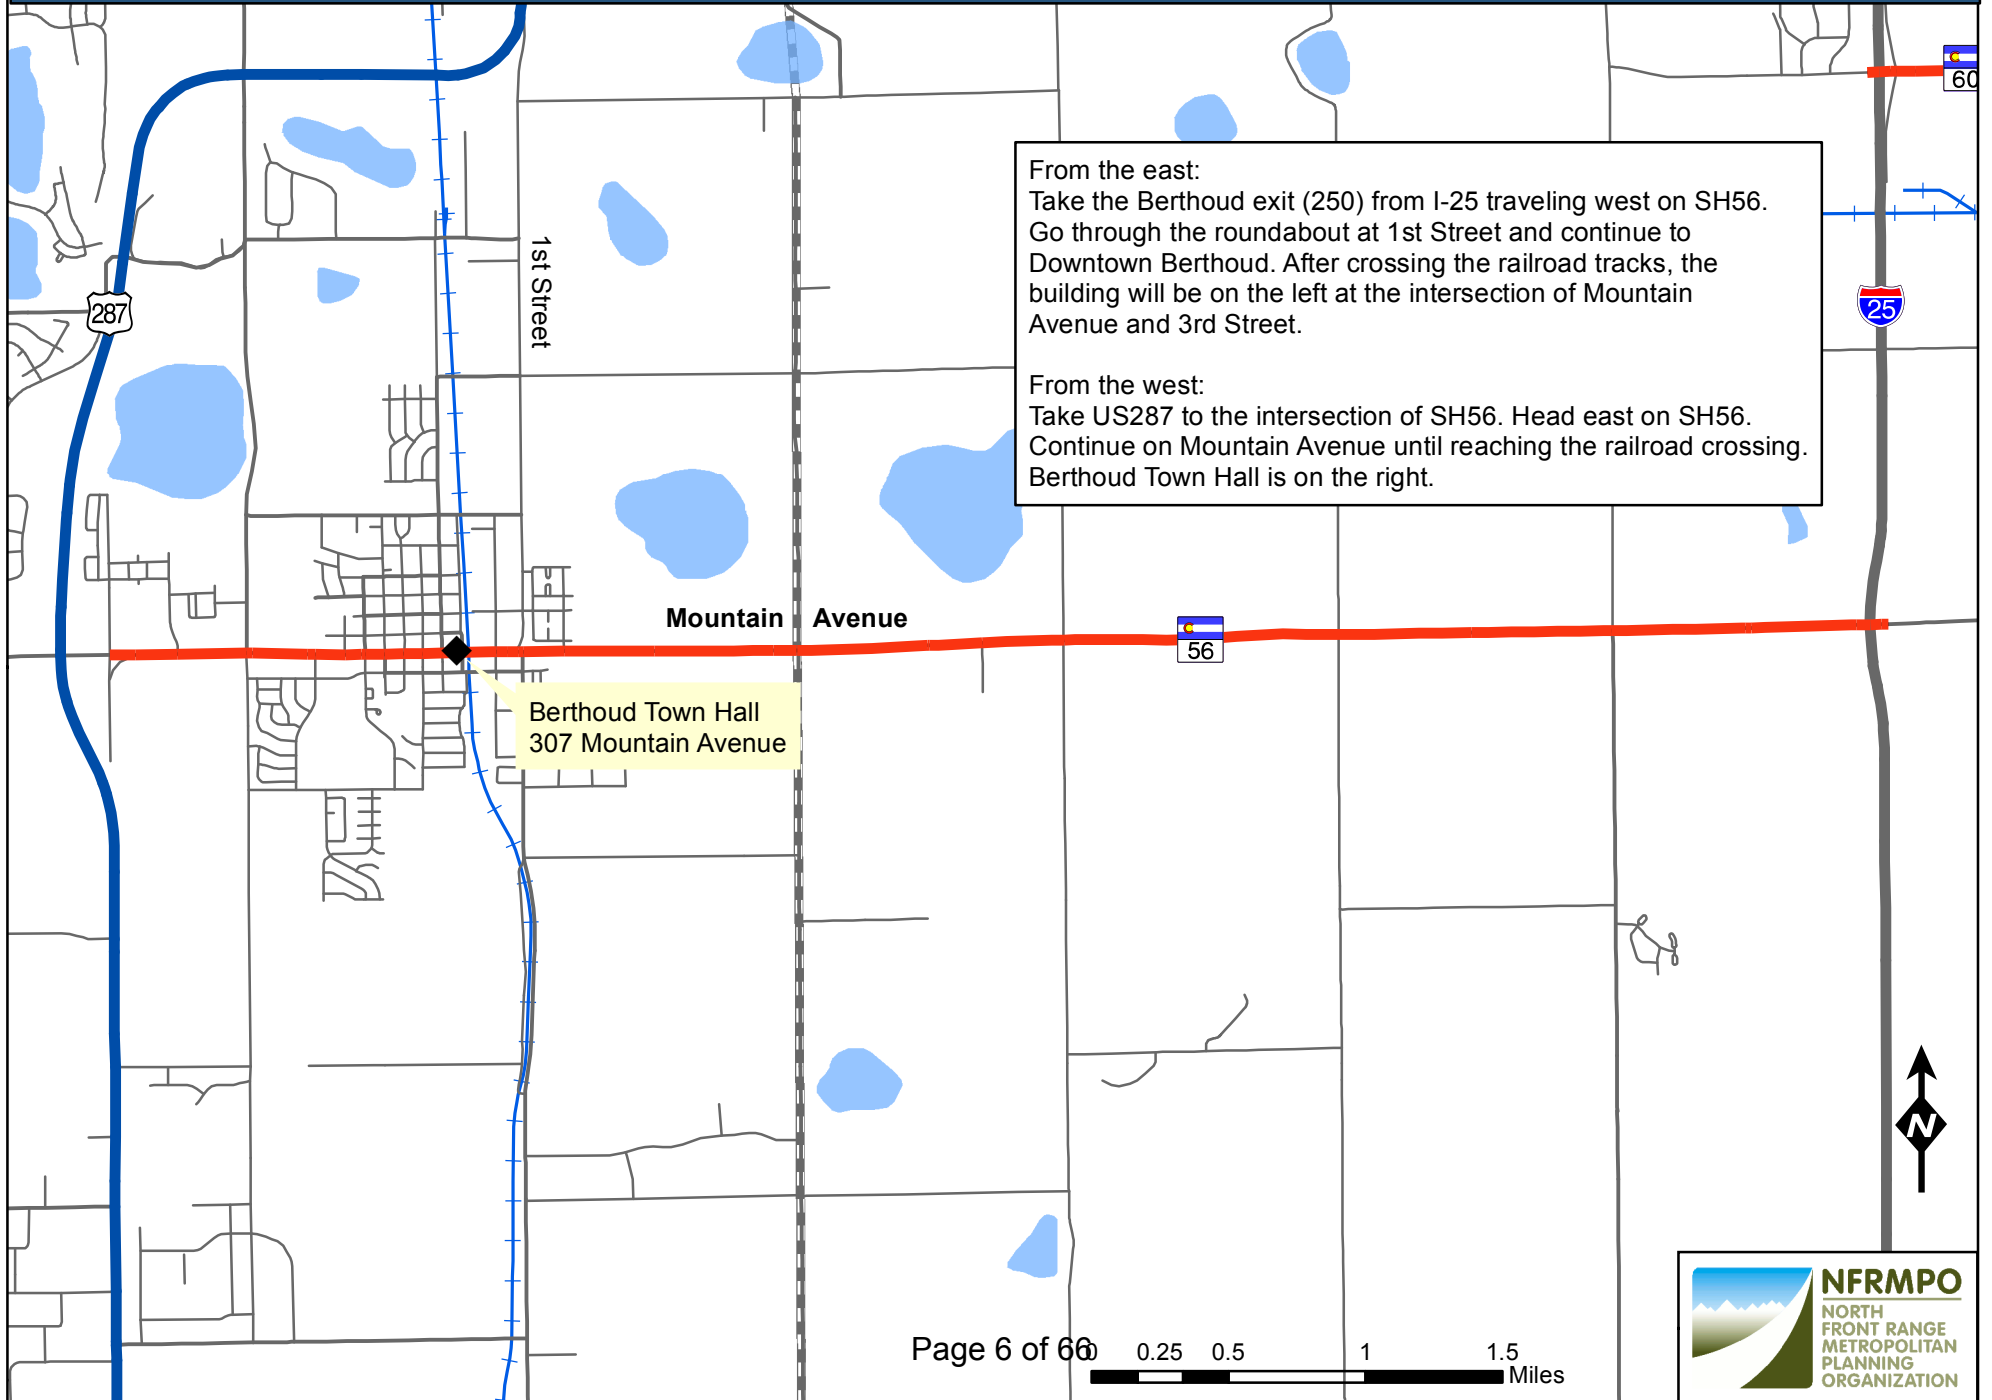 60
From the east:
Take the Berthoud exit (250) from I-25 traveling west on SH56.
Go through the roundabout at 1st Street and continue to
Downtown Berthoud. After crossing the railroad tracks, the
building will be on the left at the intersection of Mountain
Avenue and 3rd Street.
From the west:
Take US287 to the intersection of SH56. Head east on SH56.
Continue on Mountain Avenue until reaching the railroad crossing.
Berthoud Town Hall is on the right.
1st Street
287
25
Mountain Avenue
56
Berthoud Town Hall
307 Mountain Avenue
N
Page 6 of 66
0 0.25 0.5 1 1.5
Miles
NFRMPO
NORTH
FRONT RANGE
METROPOLITAN
PLANNING
ORGANIZATION